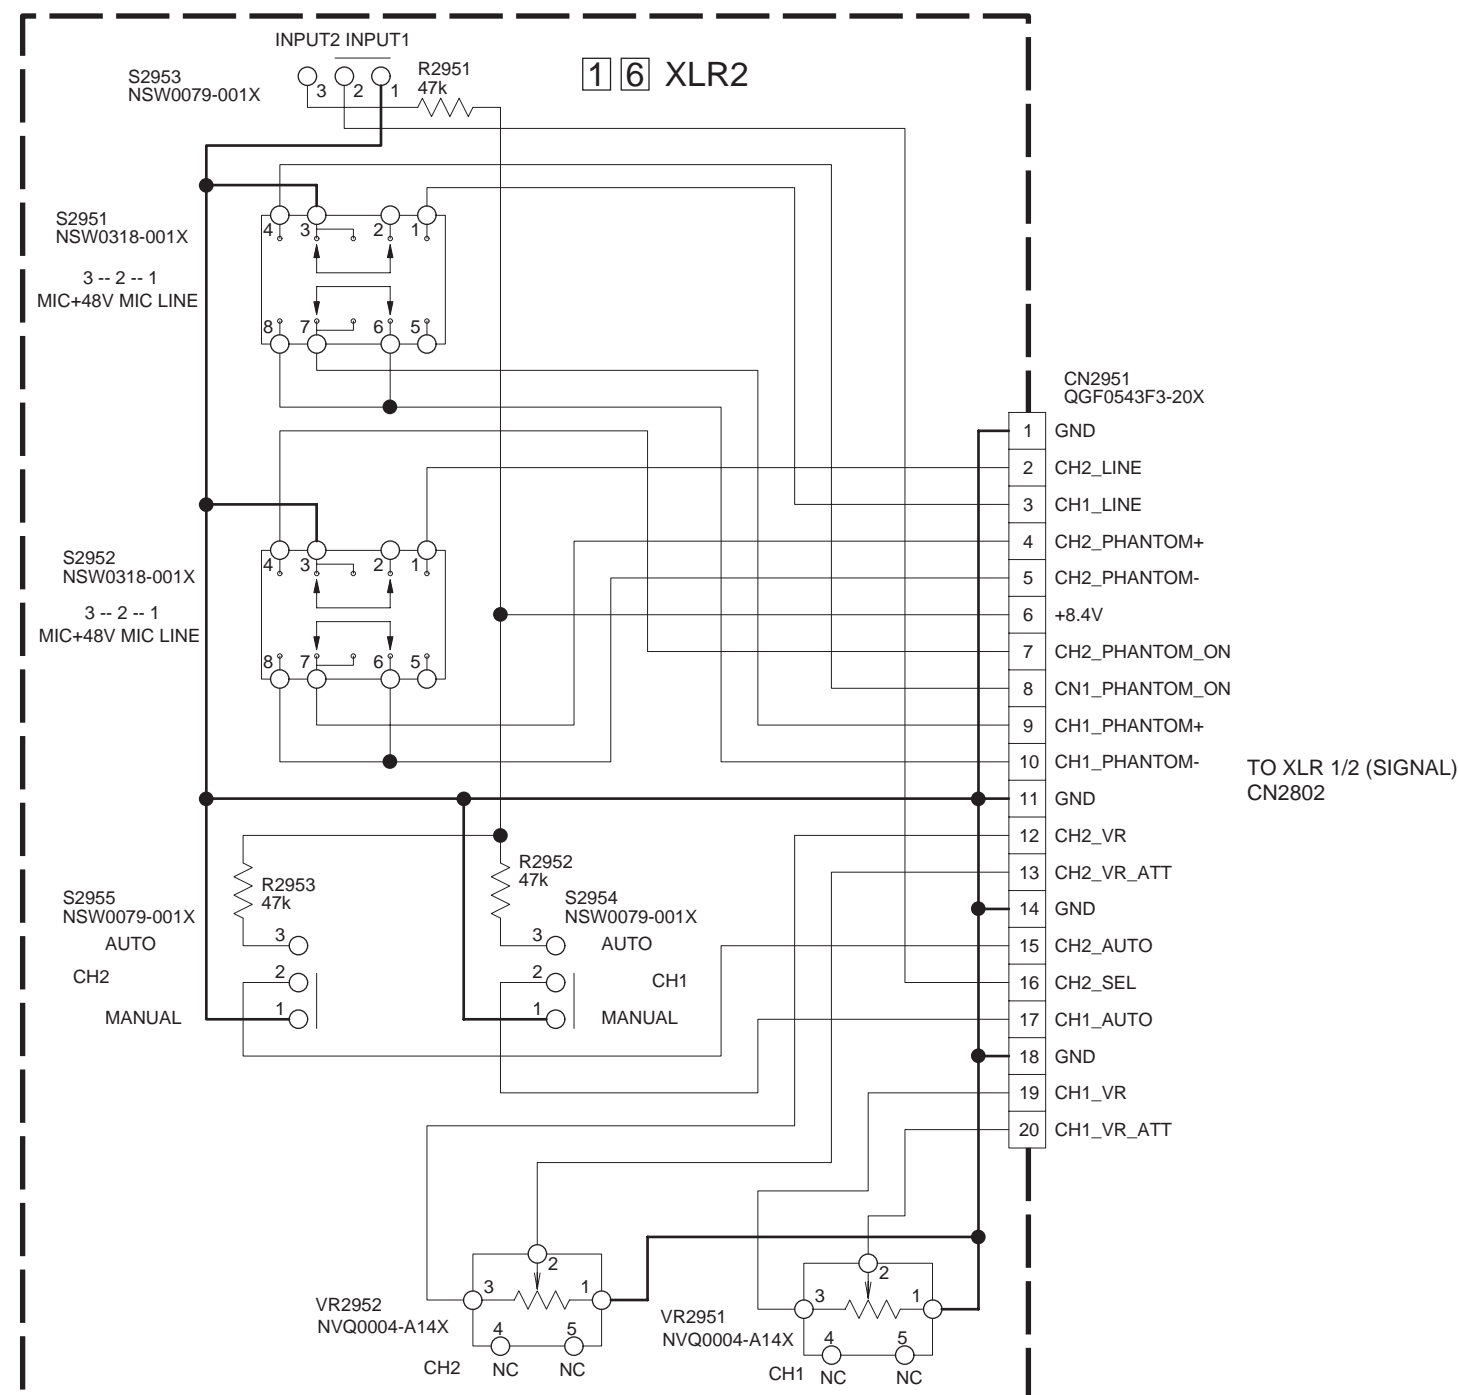 INPUT2 INPUT1
1 6 XLR2
S2953
NSW0079-001X
3 2 1
R2951
47k
S2951
NSW0318-001X
3 -- 2 -- 1
MIC+48V MIC LINE
4 3 2 1
8 7 6 5
S2952
NSW0318-001X
3 -- 2 -- 1
MIC+48V MIC LINE
4 3 2 1
8 7 6 5
CN2951
QGF0543F3-20X
1 GND
2 CH2_LINE
3 CH1_LINE
4 CH2_PHANTOM+
5 CH2_PHANTOM-
6 +8.4V
7 CH2_PHANTOM_ON
8 CN1_PHANTOM_ON
9 CH1_PHANTOM+
10 CH1_PHANTOM-
11 GND
12 CH2_VR
13 CH2_VR_ATT
14 GND
15 CH2_AUTO
16 CH2_SEL
17 CH1_AUTO
18 GND
19 CH1_VR
20 CH1_VR_ATT
TO XLR 1/2 (SIGNAL)
CN2802
S2955
NSW0079-001X
AUTO
CH2
MANUAL
R2953
47k
3
2
1
R2952
47k
S2954
NSW0079-001X
3 AUTO
2 CH1
1 MANUAL
VR2952
NVQ0004-A14X
2
3 1
4 5
CH2 NC NC
VR2951
NVQ0004-A14X
2
3 1
4 5
CH1 NC NC